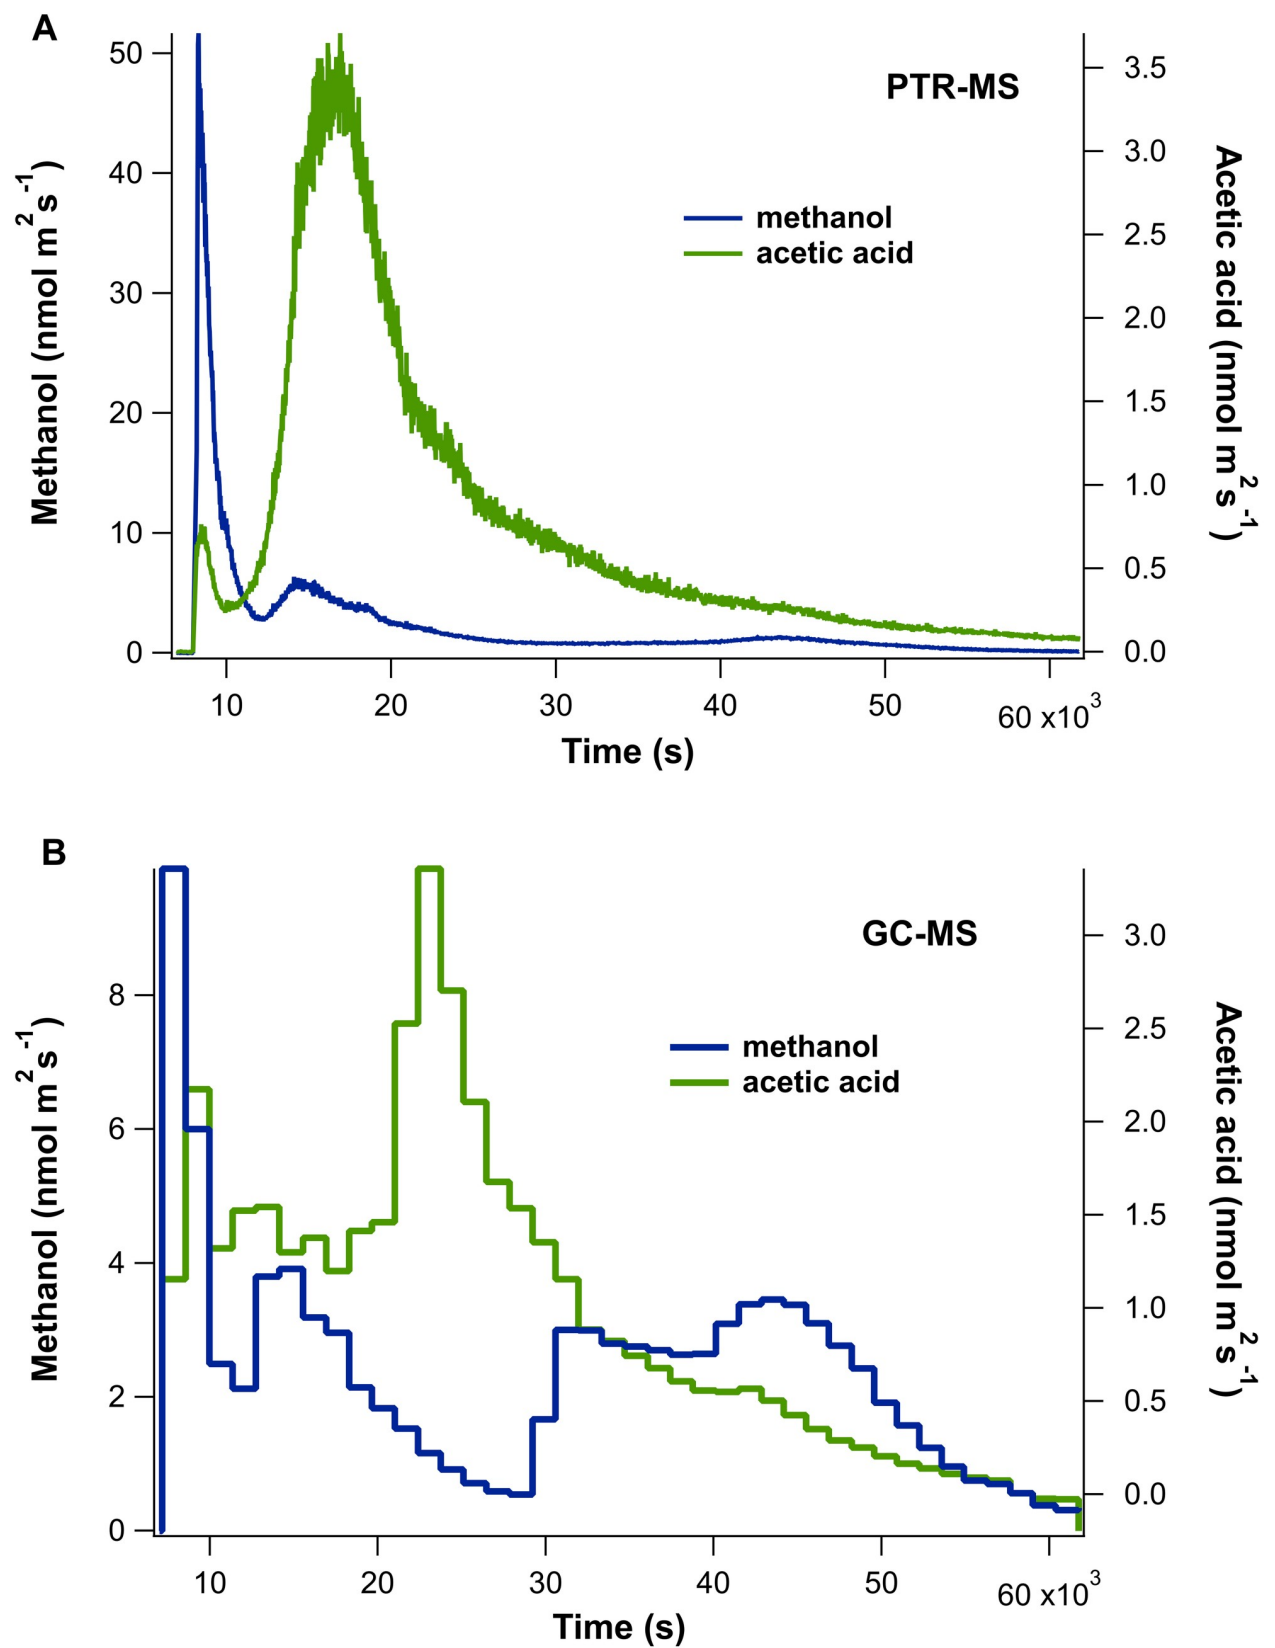 A
PTR-MS
methanol
acetic acid
Methanol (nmol m² s⁻¹)
50
40
30
20
10
0
Acetic acid (nmol m² s⁻¹)
3.5
3.0
2.5
2.0
1.5
1.0
0.5
0.0
10 20 30 40 50 60 x10³
Time (s)
B
GC-MS
methanol
acetic acid
Methanol (nmol m² s⁻¹)
8
6
4
2
0
Acetic acid (nmol m² s⁻¹)
3.0
2.5
2.0
1.5
1.0
0.5
0.0
10 20 30 40 50 60 x10³
Time (s)